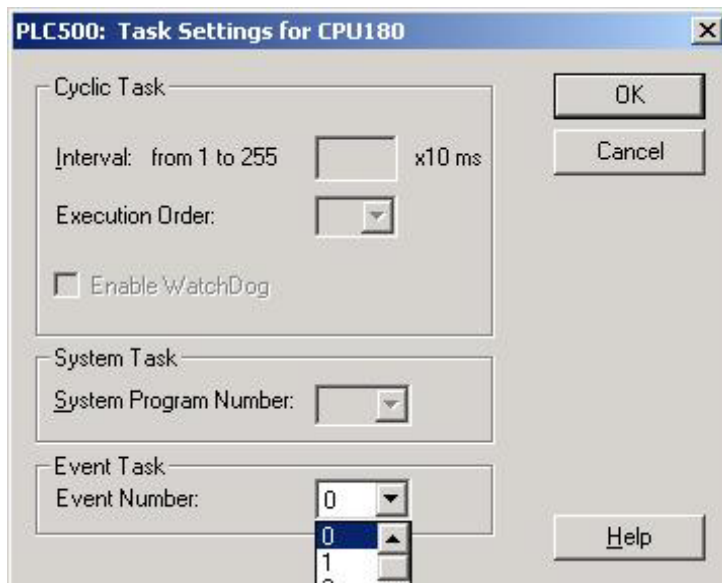 PLC500: Task Settings for CPU180
Cyclic Task
OK
Interval: from 1 to 255 x10 ms
Cancel
Execution Order:
Enable WatchDog
System Task
System Program Number:
Event Task
Event Number: 0
0
Help
1